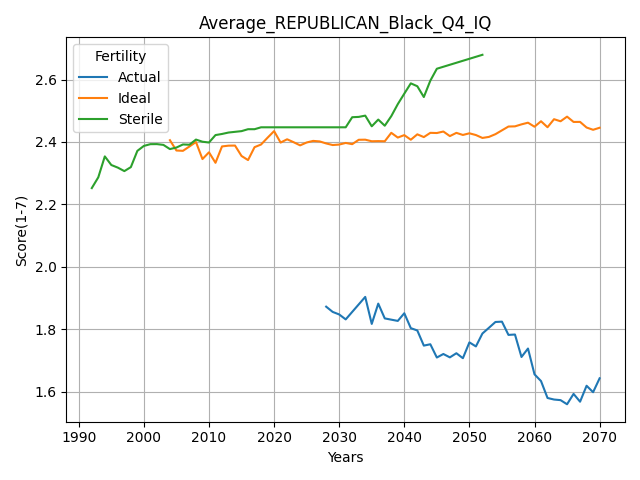 Average_REPUBLICAN_Black_Q4_IQ
Fertility
Actual
Ideal
Sterile
Score(1-7)
2.6
2.4
2.2
2.0
1.8
1.6
1990 2000 2010 2020 2030 2040 2050 2060 2070
Years